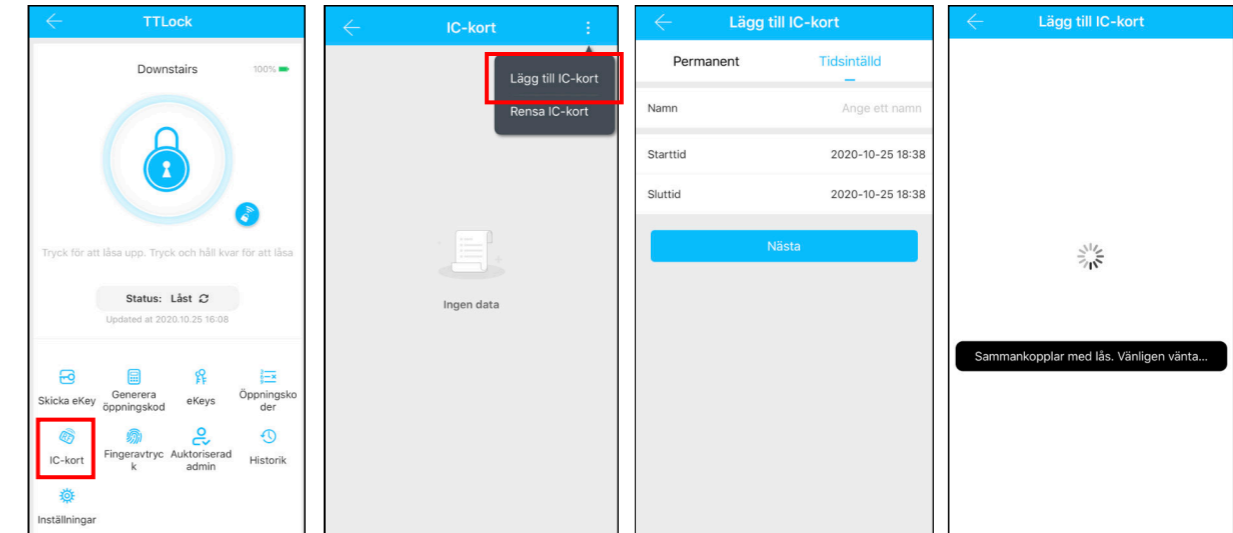 TTLock
Downstairs
100%
Tryck för att låsa upp. Tryck och håll kvar för att låsa
Status: Låst
Updated at 2020.10.25 16:08
Skicka eKey
Generera
öppningskod
eKeys
Öppningsko
der
IC-kort
Fingeravtryc
k
Auktoriserad
admin
Historik
Inställningar
IC-kort
Lägg till IC-kort
Rensa IC-kort
Ingen data
Lägg till IC-kort
Permanent
Tidsintälld
Namn
Ange ett namn
Starttid
2020-10-25 18:38
Sluttid
2020-10-25 18:38
Nästa
Lägg till IC-kort
Sammankopplar med lås. Vänligen vänta...